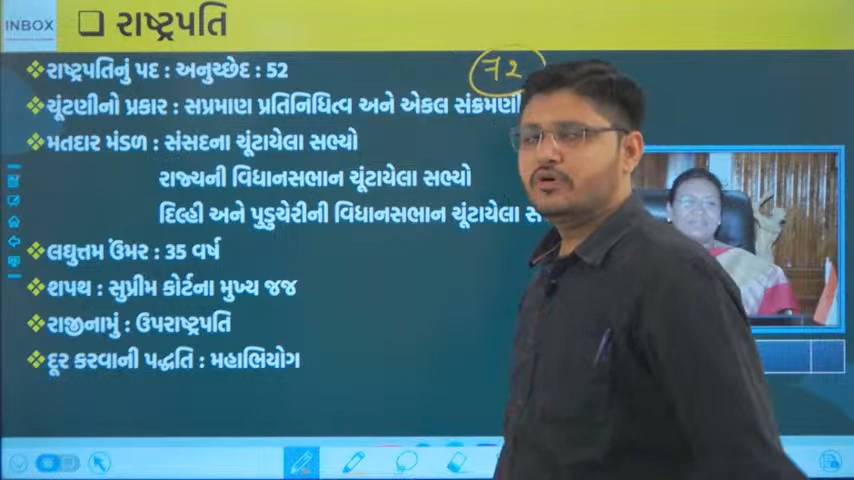 INBOX
❑ રાષ્ટ્રપતિ
❖રાષ્ટ્રપતિનું પદ : અનુચ્છેદ : 52
72
❖ચૂંટણીનો પ્રકાર : સપ્રમાણ પ્રતિનિધિત્વ અને એકલ સંક્રમણી
❖મતદાર મંડળ : સંસદના ચૂંટાયેલા સભ્યો
રાજ્યની વિધાનસભાન ચૂંટાયેલા સભ્યો
દિલ્હી અને પુડુચેરીની વિધાનસભાન ચૂંટાયેલા
❖લઘુત્તમ ઉંમર : 35 વર્ષ
❖શપથ : સુપ્રીમ કોર્ટના મુખ્ય જજ
❖રાજીનામું : ઉપરાષ્ટ્રપતિ
❖દૂર કરવાની પદ્ધતિ : મહાભિયોગ